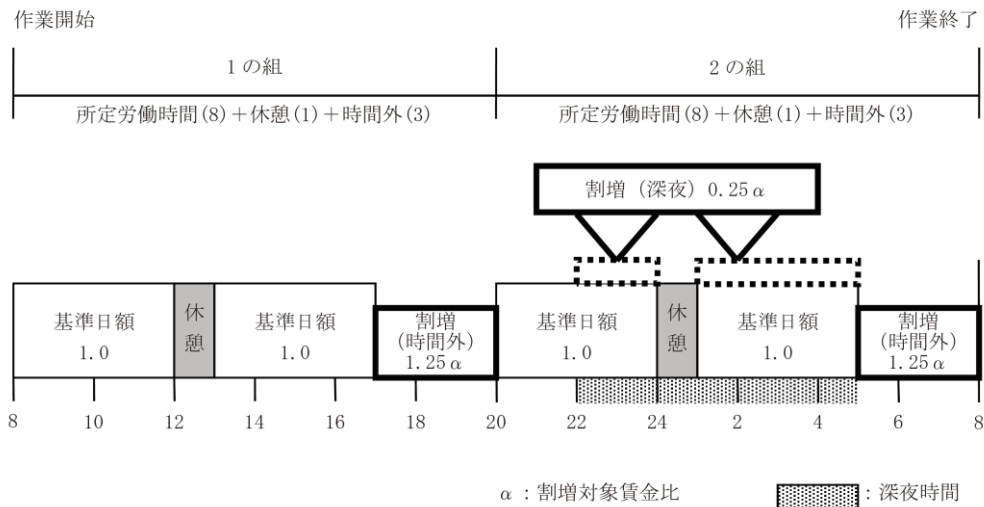 作業開始
作業終了
1の組
2の組
所定労働時間(8)+休憩(1)+時間外(3)
所定労働時間(8)+休憩(1)+時間外(3)
割増（深夜）0.25α
基準日額
1.0
休
憩
基準日額
1.0
割増
(時間外)
1.25α
基準日額
1.0
休
憩
基準日額
1.0
割増
(時間外)
1.25α
8 10 12 14 16 18 20 22 24 2 4 6 8
α：割増対象賃金比
：深夜時間